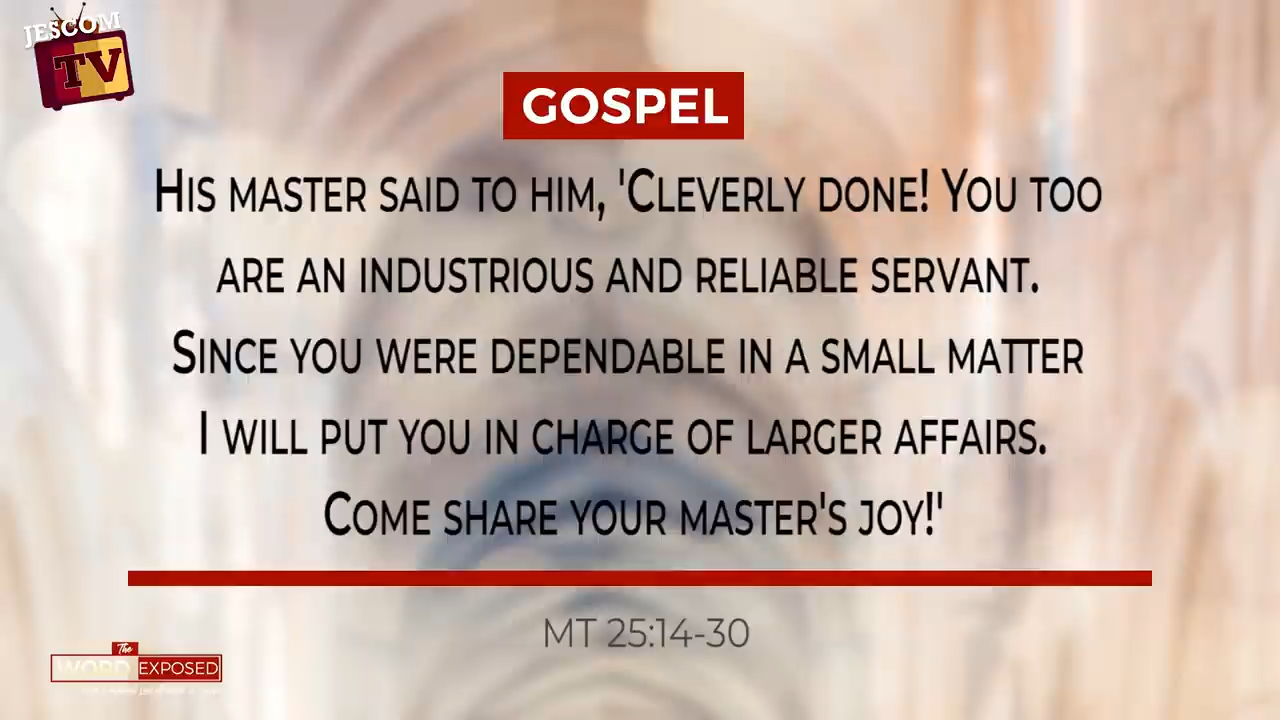 JESCOM
TV
GOSPEL
His master said to him, 'Cleverly done! You too
are an industrious and reliable servant.
Since you were dependable in a small matter
I will put you in charge of larger affairs.
Come share your master's joy!'
MT 25:14-30
The
WORD EXPOSED